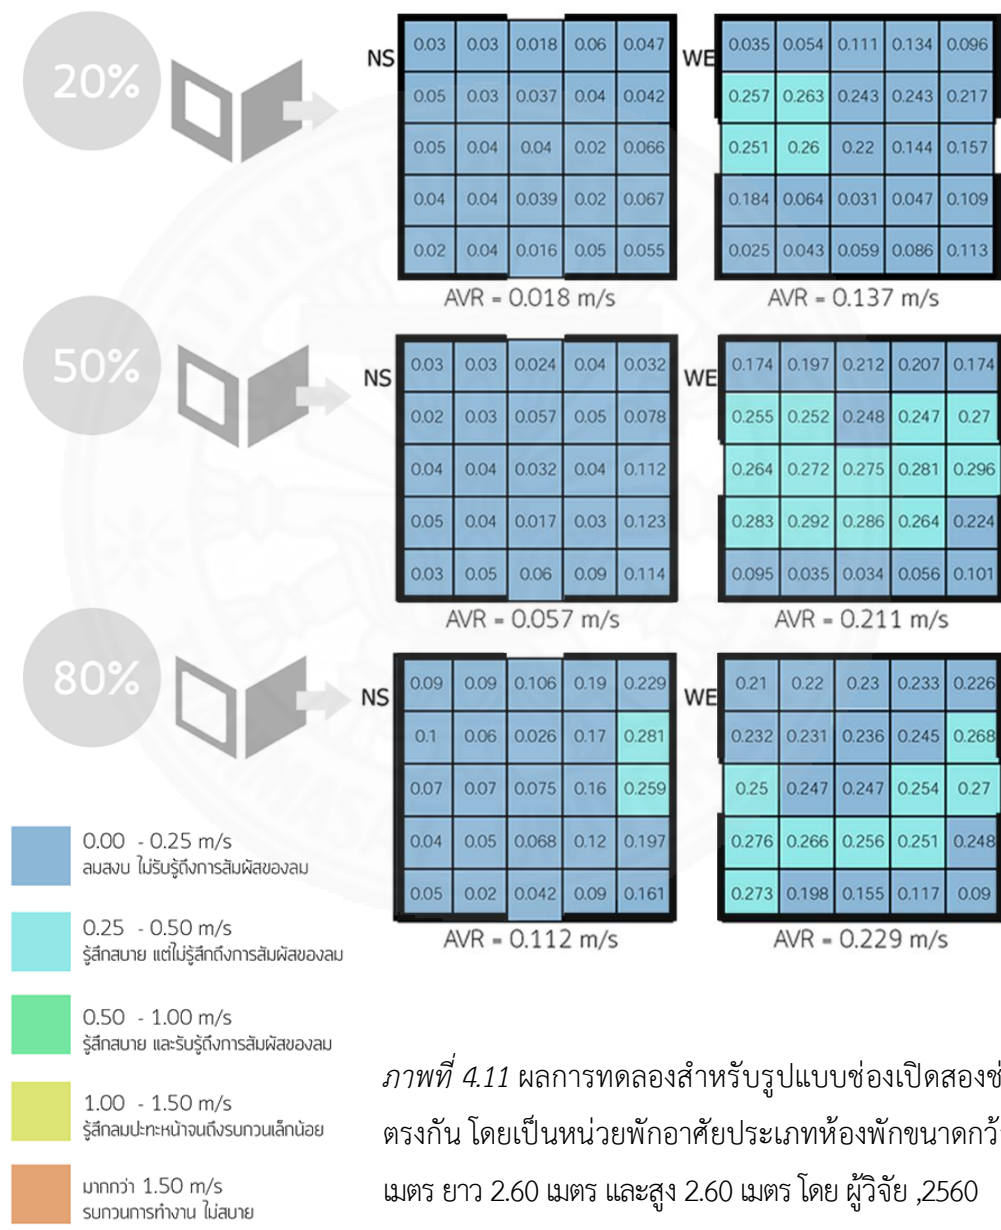 20%
NS
0.03 0.03 0.018 0.06 0.047
0.05 0.03 0.037 0.04 0.042
0.05 0.04 0.04 0.02 0.066
0.04 0.04 0.039 0.02 0.067
0.02 0.04 0.016 0.05 0.055
AVR = 0.018 m/s
WE
0.035 0.054 0.111 0.134 0.096
0.257 0.263 0.243 0.243 0.217
0.251 0.26 0.22 0.144 0.157
0.184 0.064 0.031 0.047 0.109
0.025 0.043 0.059 0.086 0.113
AVR = 0.137 m/s
50%
NS
0.03 0.03 0.024 0.04 0.032
0.02 0.03 0.057 0.05 0.078
0.04 0.04 0.032 0.04 0.112
0.05 0.04 0.017 0.03 0.123
0.03 0.05 0.06 0.09 0.114
AVR = 0.057 m/s
WE
0.174 0.197 0.212 0.207 0.174
0.255 0.252 0.248 0.247 0.27
0.264 0.272 0.275 0.281 0.296
0.283 0.292 0.286 0.264 0.224
0.095 0.035 0.034 0.056 0.101
AVR = 0.211 m/s
80%
NS
0.09 0.09 0.106 0.19 0.229
0.1 0.06 0.026 0.17 0.281
0.07 0.07 0.075 0.16 0.259
0.04 0.05 0.068 0.12 0.197
0.05 0.02 0.042 0.09 0.161
AVR = 0.112 m/s
WE
0.21 0.22 0.23 0.233 0.226
0.232 0.231 0.236 0.245 0.268
0.25 0.247 0.247 0.254 0.27
0.276 0.266 0.256 0.251 0.248
0.273 0.198 0.155 0.117 0.09
AVR = 0.229 m/s
0.00 - 0.25 m/s
ลมสงบ ไม่รับรู้ถึงการสัมผัสของลม
0.25 - 0.50 m/s
รู้สึกสบาย แต่ไม่รู้สึกถึงการสัมผัสของลม
0.50 - 1.00 m/s
รู้สึกสบาย และรับรู้ถึงการสัมผัสของลม
1.00 - 1.50 m/s
รู้สึกลมปะทะหน้าจนถึงรบกวนเล็กน้อย
มากกว่า 1.50 m/s
รบกวนการทำงาน ไม่สบาย
ภาพที่ 4.11 ผลการทดลองสำหรับรูปแบบช่องเปิดสอง
ตรงกัน โดยเป็นหน่วยพักอาศัยประเภทห้องพักขนาด
เมตร ยาว 2.60 เมตร และสูง 2.60 เมตร โดย ผู้วิจัย ,2560